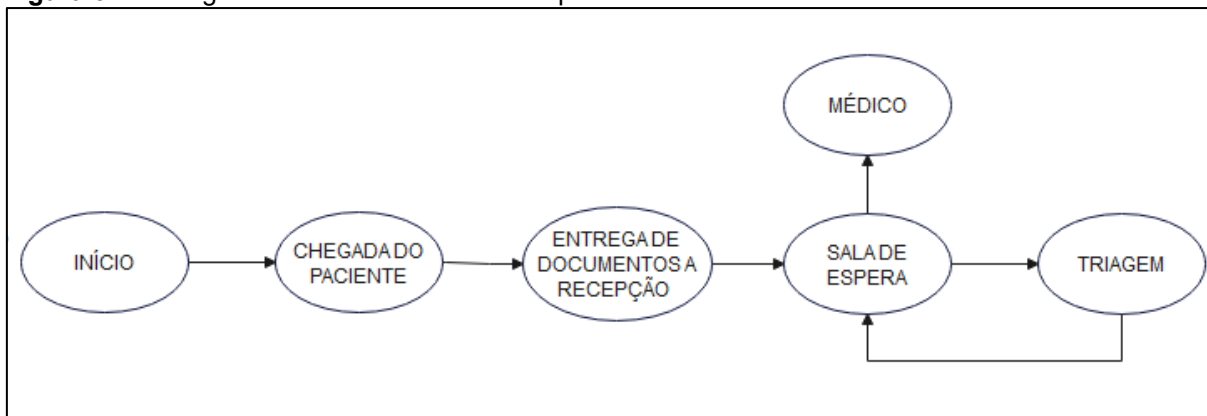 MÉDICO
INÍCIO
CHEGADA DO
PACIENTE
ENTREGA DE
DOCUMENTOS A
RECEPÇÃO
SALA DE
ESPERA
TRIAGEM